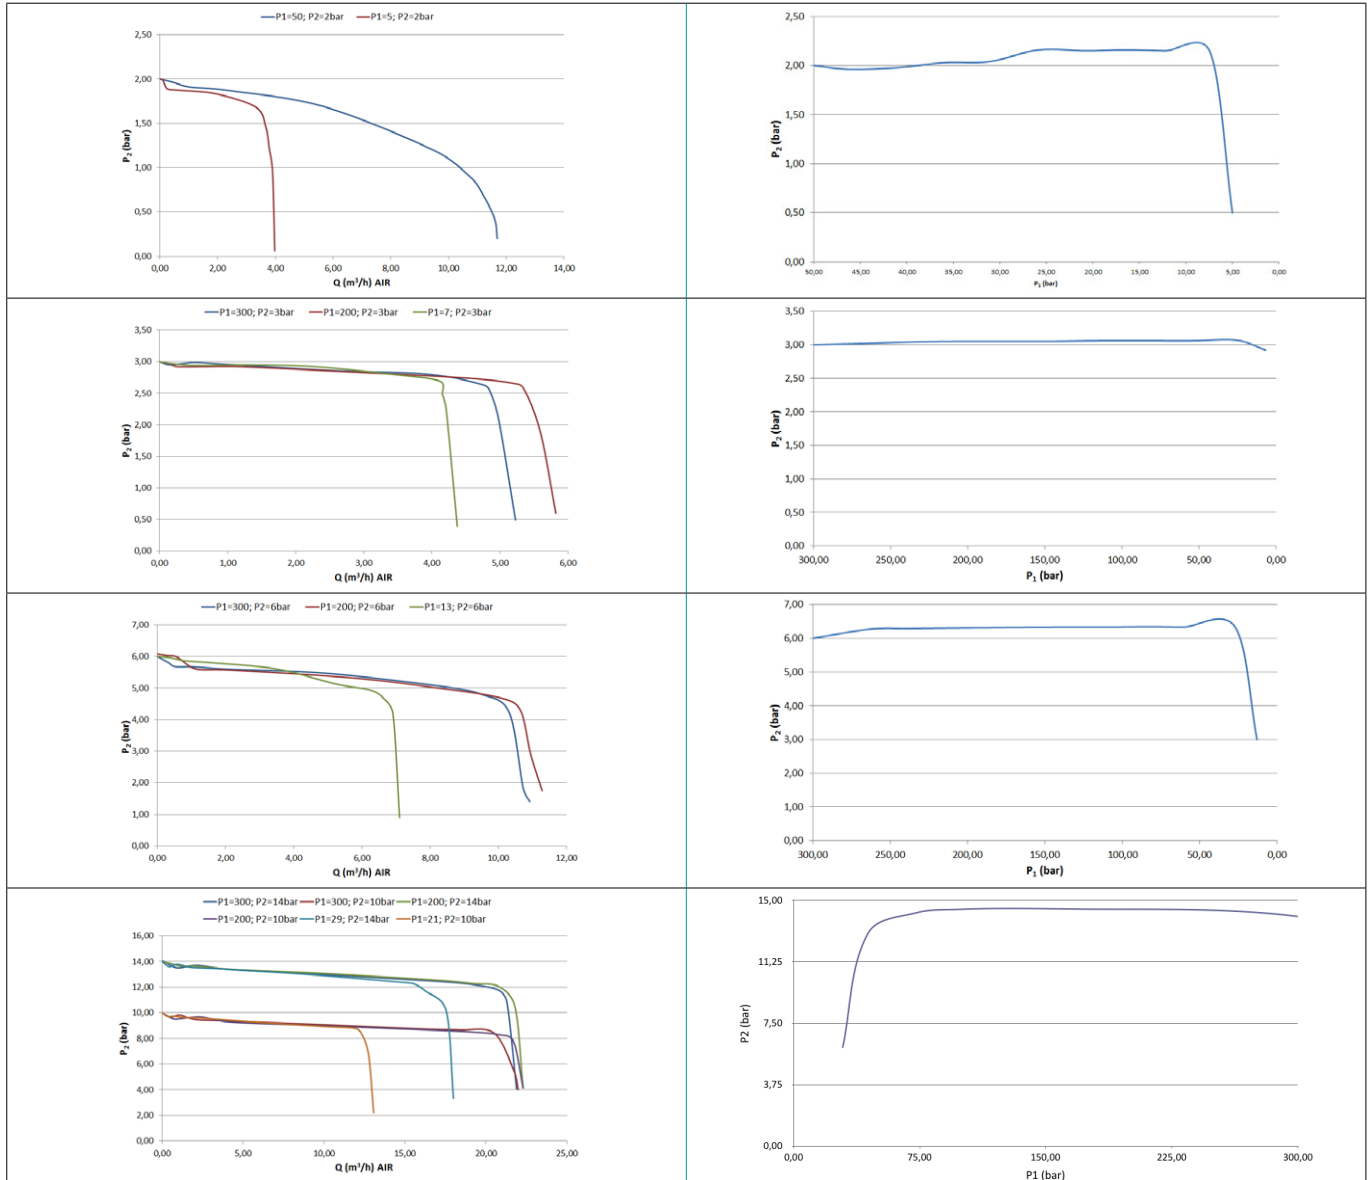 P1=50; P2=2bar P1=5; P2=2bar
2,50
2,00
1,50
1,00
0,50
0,00
P2 (bar)
0,00 2,00 4,00 6,00 8,00 10,00 12,00 14,00
Q (m³/h) AIR
2,50
2,00
1,50
1,00
0,50
0,00
P2 (bar)
50,00 45,00 40,00 35,00 30,00 25,00 20,00 15,00 10,00 5,00 0,00
P1 (bar)
P1=300; P2=3bar P1=200; P2=3bar P1=7; P2=3bar
3,50
3,00
2,50
2,00
1,50
1,00
0,50
0,00
P2 (bar)
0,00 1,00 2,00 3,00 4,00 5,00 6,00
Q (m³/h) AIR
3,50
3,00
2,50
2,00
1,50
1,00
0,50
0,00
P2 (bar)
300,00 250,00 200,00 150,00 100,00 50,00 0,00
P1 (bar)
P1=300; P2=6bar P1=200; P2=6bar P1=13; P2=6bar
7,00
6,00
5,00
4,00
3,00
2,00
1,00
0,00
P2 (bar)
0,00 2,00 4,00 6,00 8,00 10,00 12,00
Q (m³/h) AIR
7,00
6,00
5,00
4,00
3,00
2,00
1,00
0,00
P2 (bar)
300,00 250,00 200,00 150,00 100,00 50,00 0,00
P1 (bar)
P1=300; P2=14bar P1=300; P2=10bar P1=200; P2=14bar
P1=200; P2=10bar P1=29; P2=14bar P1=21; P2=10bar
16,00
14,00
12,00
10,00
8,00
6,00
4,00
2,00
0,00
P2 (bar)
0,00 5,00 10,00 15,00 20,00 25,00
Q (m³/h) AIR
15,00
11,25
7,50
3,75
0,00
P2 (bar)
0,00 75,00 150,00 225,00 300,00
P1 (bar)